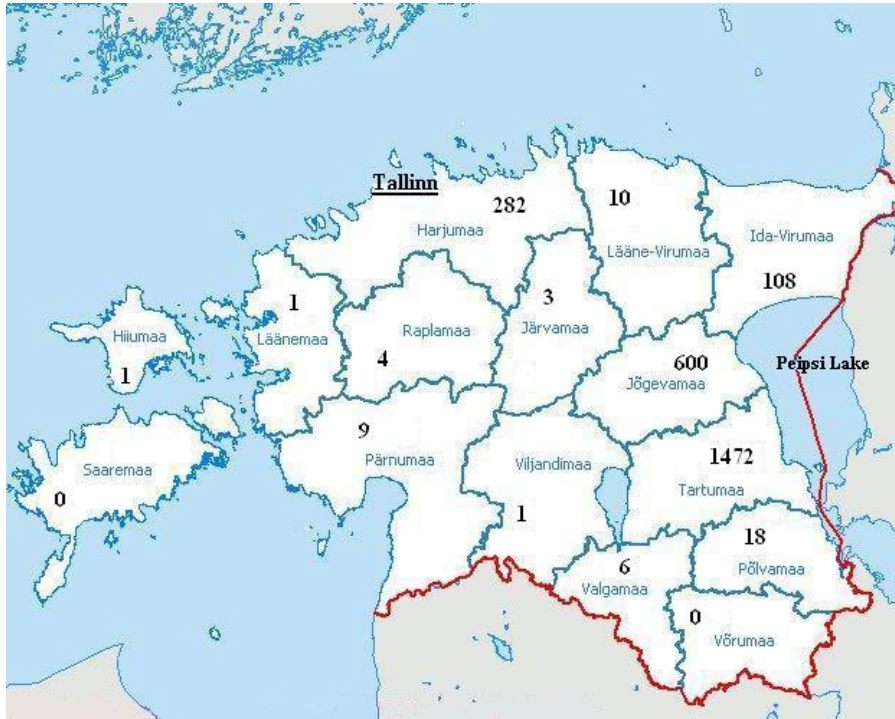 Tallinn
282
Harjumaa
10
Lääne-Virumaa
Ida-Virumaa
108
1
Läänemaa
Hiiumaa
1
4
Raplamaa
3
Järvamaa
600
Jõgevamaa
Peipsi Lake
Saaremaa
0
9
Pärnumaa
Viljandimaa
1
1472
Tartumaa
18
Põlvamaa
6
Valgamaa
0
Võrumaa